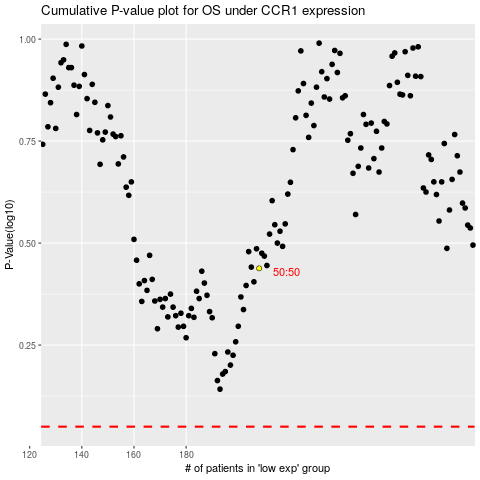 Cumulative P-value plot for OS under CCR1 expression
1.00
0.75
0.50
0.25
P-Value(log10)
50:50
120 140 160 180
# of patients in 'low exp' group